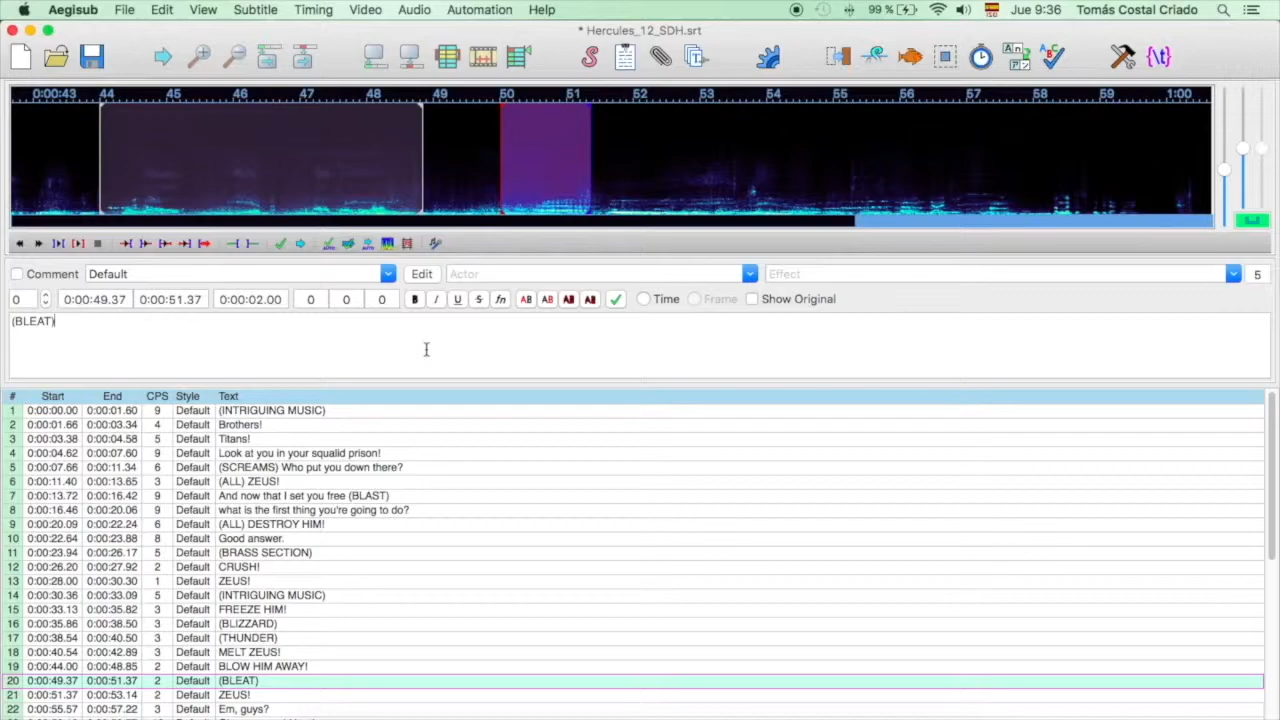 Aegisub File Edit View Subtitle Timing Video Audio Automation Help 99 % ISO Jue 9:36 Tomás Costal Criado
* Hercules_12_SDH.srt
0:00:43 44 45 46 47 48 50 51 52 53 54 55 56 57 58 59 1:00
Comment Default Edit Actor Effect 5
0 0:00:49.37 0:00:51.37 0:00:02.00 0 0 0 B I U S fn AB AB AB AB Time Frame Show Original
(BLEAT)
# Start End CPS Style Text
1 0:00:00.00 0:00:01.60 9 Default (INTRIGUING MUSIC)
2 0:00:01.66 0:00:03.34 4 Default Brothers!
3 0:00:03.38 0:00:04.58 5 Default Titans!
4 0:00:04.62 0:00:07.60 9 Default Look at you in your squalid prison!
5 0:00:07.66 0:00:11.34 6 Default (SCREAMS) Who put you down there?
6 0:00:11.40 0:00:13.65 3 Default (ALL) ZEUS!
7 0:00:13.72 0:00:16.42 9 Default And now that I set you free (BLAST)
8 0:00:16.46 0:00:20.06 9 Default what is the first thing you're going to do?
9 0:00:20.09 0:00:22.24 6 Default (ALL) DESTROY HIM!
10 0:00:22.64 0:00:23.88 8 Default Good answer.
11 0:00:23.94 0:00:26.17 5 Default (BRASS SECTION)
12 0:00:26.20 0:00:27.92 2 Default CRUSH!
13 0:00:28.00 0:00:30.30 1 Default ZEUS!
14 0:00:30.36 0:00:33.09 5 Default (INTRIGUING MUSIC)
15 0:00:33.13 0:00:35.82 3 Default FREEZE HIM!
16 0:00:35.86 0:00:38.50 3 Default (BLIZZARD)
17 0:00:38.54 0:00:40.50 3 Default (THUNDER)
18 0:00:40.54 0:00:42.89 3 Default MELT ZEUS!
19 0:00:44.00 0:00:48.85 2 Default BLOW HIM AWAY!
20 0:00:49.37 0:00:51.37 2 Default (BLEAT)
21 0:00:51.37 0:00:53.14 2 Default ZEUS!
22 0:00:55.57 0:00:57.22 3 Default Em, guys?